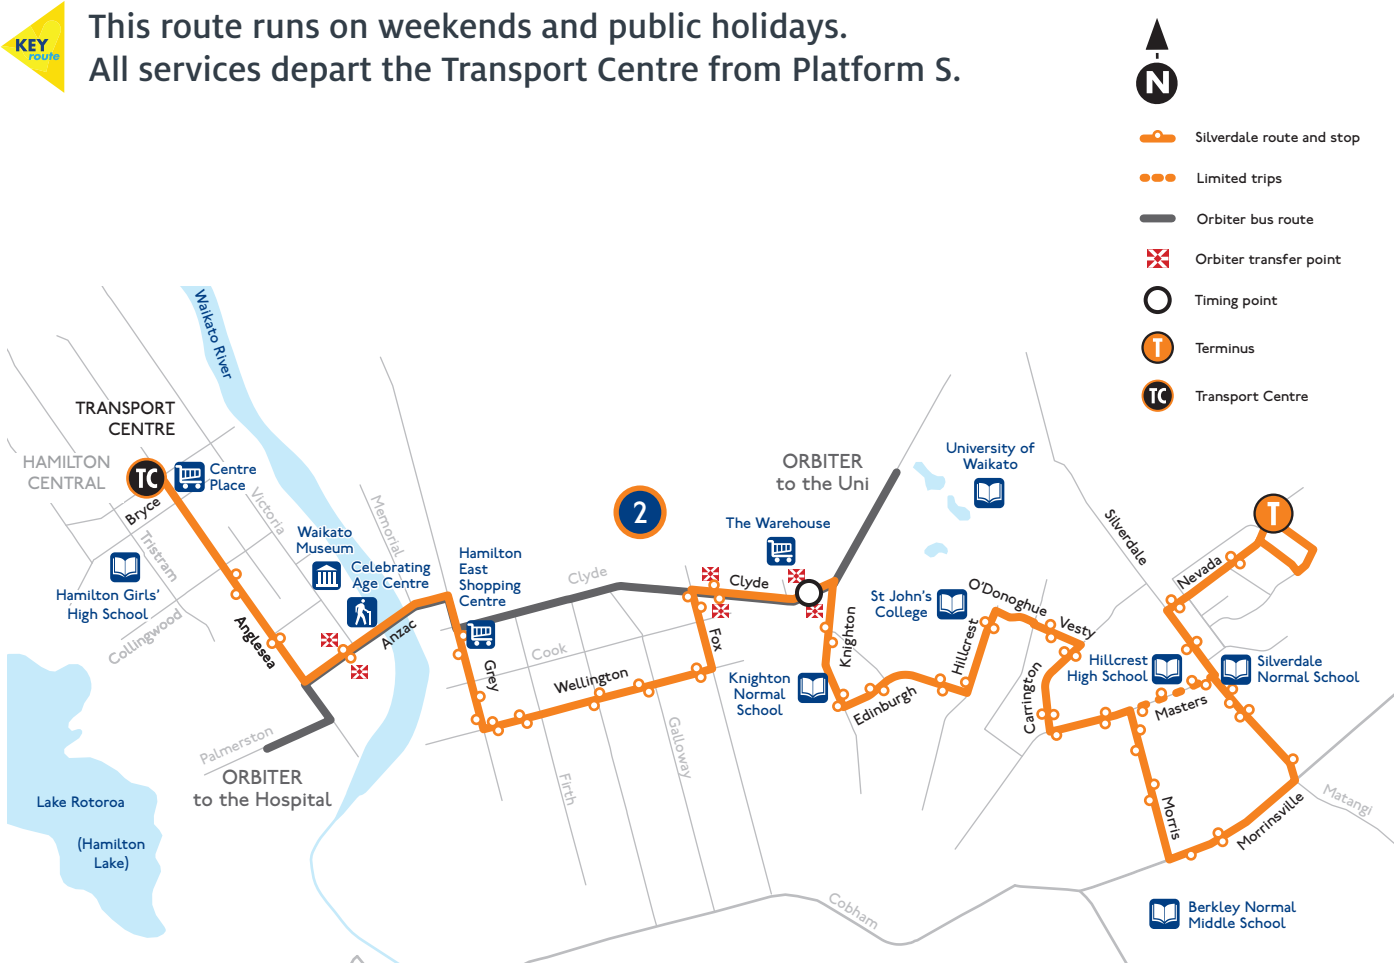 KEY
route
This route runs on weekends and public holidays.
All services depart the Transport Centre from Platform S.
N
Silverdale route and stop
Limited trips
Orbiter bus route
Orbiter transfer point
Timing point
T
Terminus
TC
Transport Centre
Waikato River
TRANSPORT
CENTRE
HAMILTON
CENTRAL
TC
Centre
Place
Bryce
Victoria
Tristram
Hamilton Girls'
High School
Collingwood
Anglesea
Waikato
Museum
Celebrating
Age Centre
Memorial
Anzac
Hamilton
East
Shopping
Centre
Grey
Palmerston
ORBITER
to the Hospital
Lake Rotoroa
(Hamilton
Lake)
2
Clyde
Cook
Wellington
Firth
Galloway
Fox
Clyde
The Warehouse
ORBITER
to the Uni
Knighton
Knighton
Normal
School
Edinburgh
University of
Waikato
St John's
College
Hillcrest
O'Donoghue
Vesty
Carrington
Hillcrest
High School
Masters
Silverdale
Nevada
T
Silverdale
Normal School
Morris
Morrinsville
Matangi
Cobham
Berkley Normal
Middle School